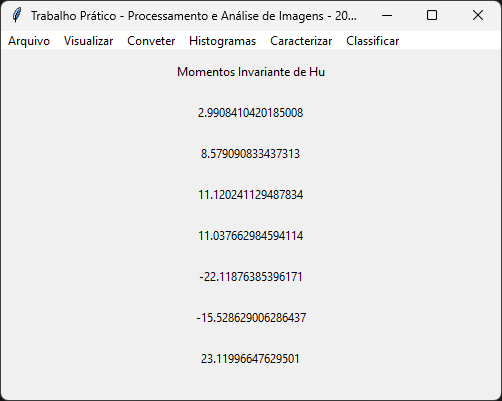 Trabalho Prático - Processamento e Análise de Imagens - 20...
Arquivo Visualizar Conveter Histogramas Caracterizar Classificar
Momentos Invariante de Hu
2.9908410420185008
8.579090833437313
11.120241129487834
11.037662984594114
-22.11876385396171
-15.528629006286437
23.11996647629501